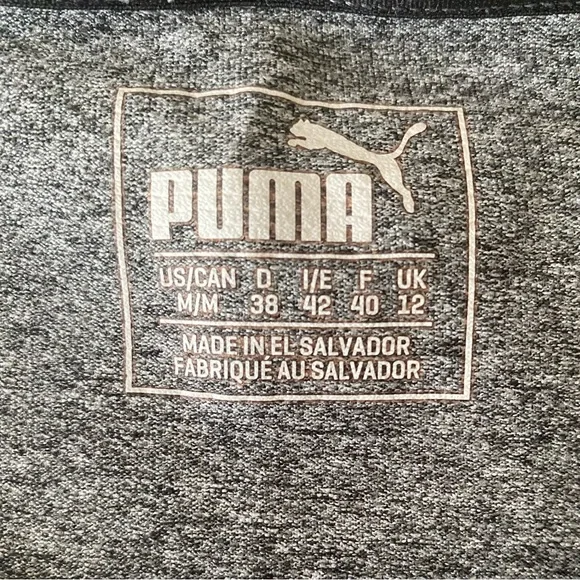 PUMA
US/CAN D I/E F UK
M/M 38 42 40 12
MADE IN EL SALVADOR
FABRIQUÉ AU SALVADOR